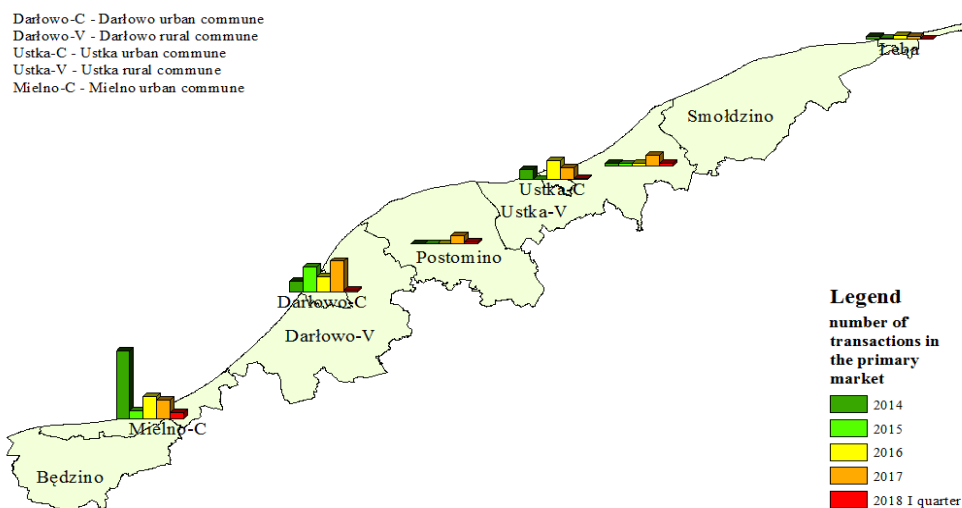 Darłowo-C - Darłowo urban commune
Darłowo-V - Darłowo rural commune
Ustka-C - Ustka urban commune
Ustka-V - Ustka rural commune
Mielno-C - Mielno urban commune
Łeba
Smołdzino
Ustka-C
Ustka-V
Postomino
Darłowo-C
Darłowo-V
Mielno-C
Będzino
Legend
number of
transactions in
the primary
market
2014
2015
2016
2017
2018 I quarter